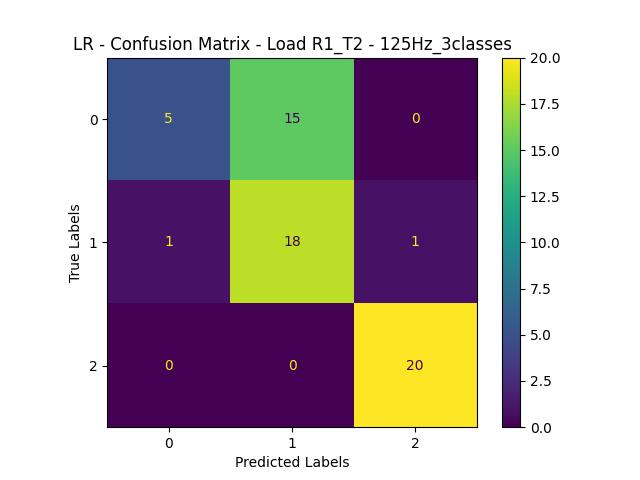 LR - Confusion Matrix - Load R1_T2 - 125Hz_3classes
True Labels
0 5 15 0
1 1 18 1
2 0 0 20
0 1 2
Predicted Labels
20.0
17.5
15.0
12.5
10.0
7.5
5.0
2.5
0.0